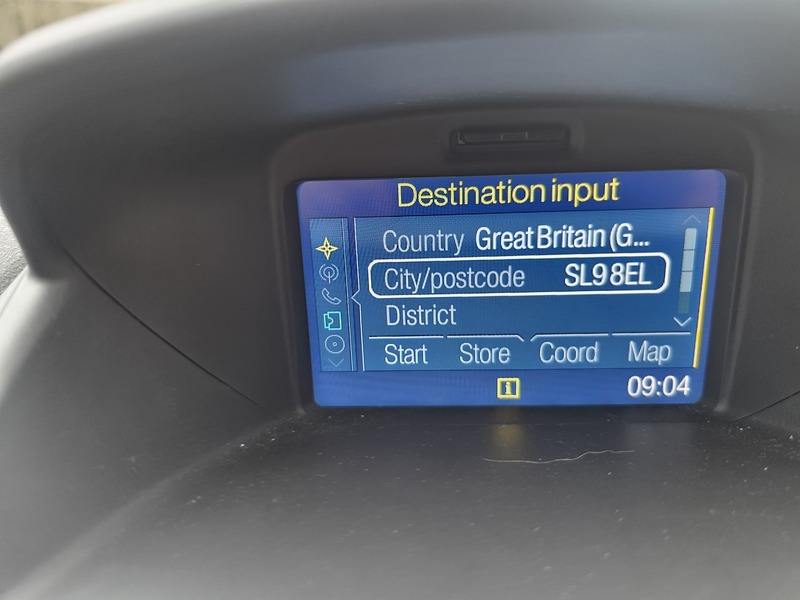 Destination input
Country Great Britain (G...
City/postcode SL9 8EL
District
Start Store Coord Map
i 09:04